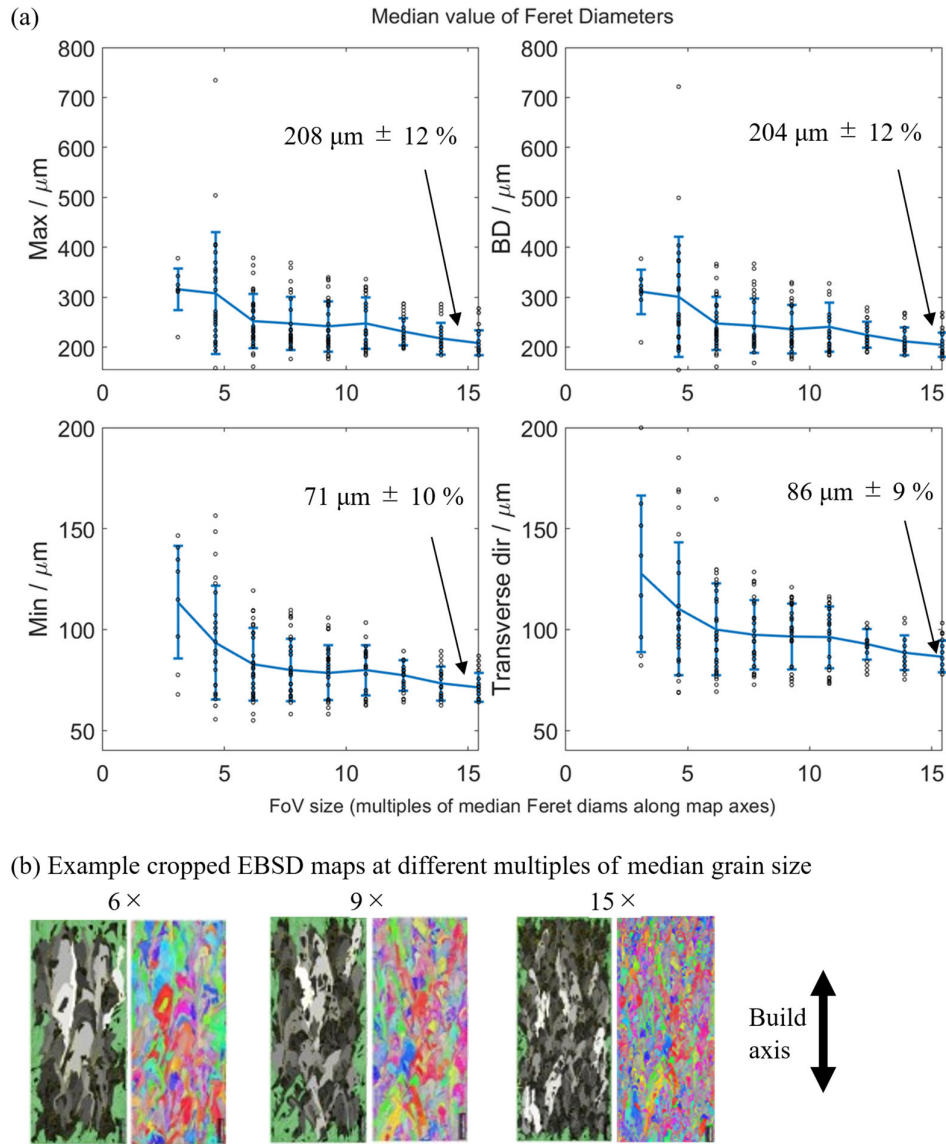 (a)
Median value of Feret Diameters
Max / μm
800
700
600
500
400
300
200
208 μm ± 12 %
0 5 10 15
BD / μm
800
700
600
500
400
300
200
204 μm ± 12 %
0 5 10 15
Min / μm
200
150
100
50
71 μm ± 10 %
0 5 10 15
Transverse dir / μm
200
150
100
50
86 μm ± 9 %
0 5 10 15
FoV size (multiples of median Feret diams along map axes)
(b) Example cropped EBSD maps at different multiples of median grain size
6 × 9 × 15 ×
Build
axis